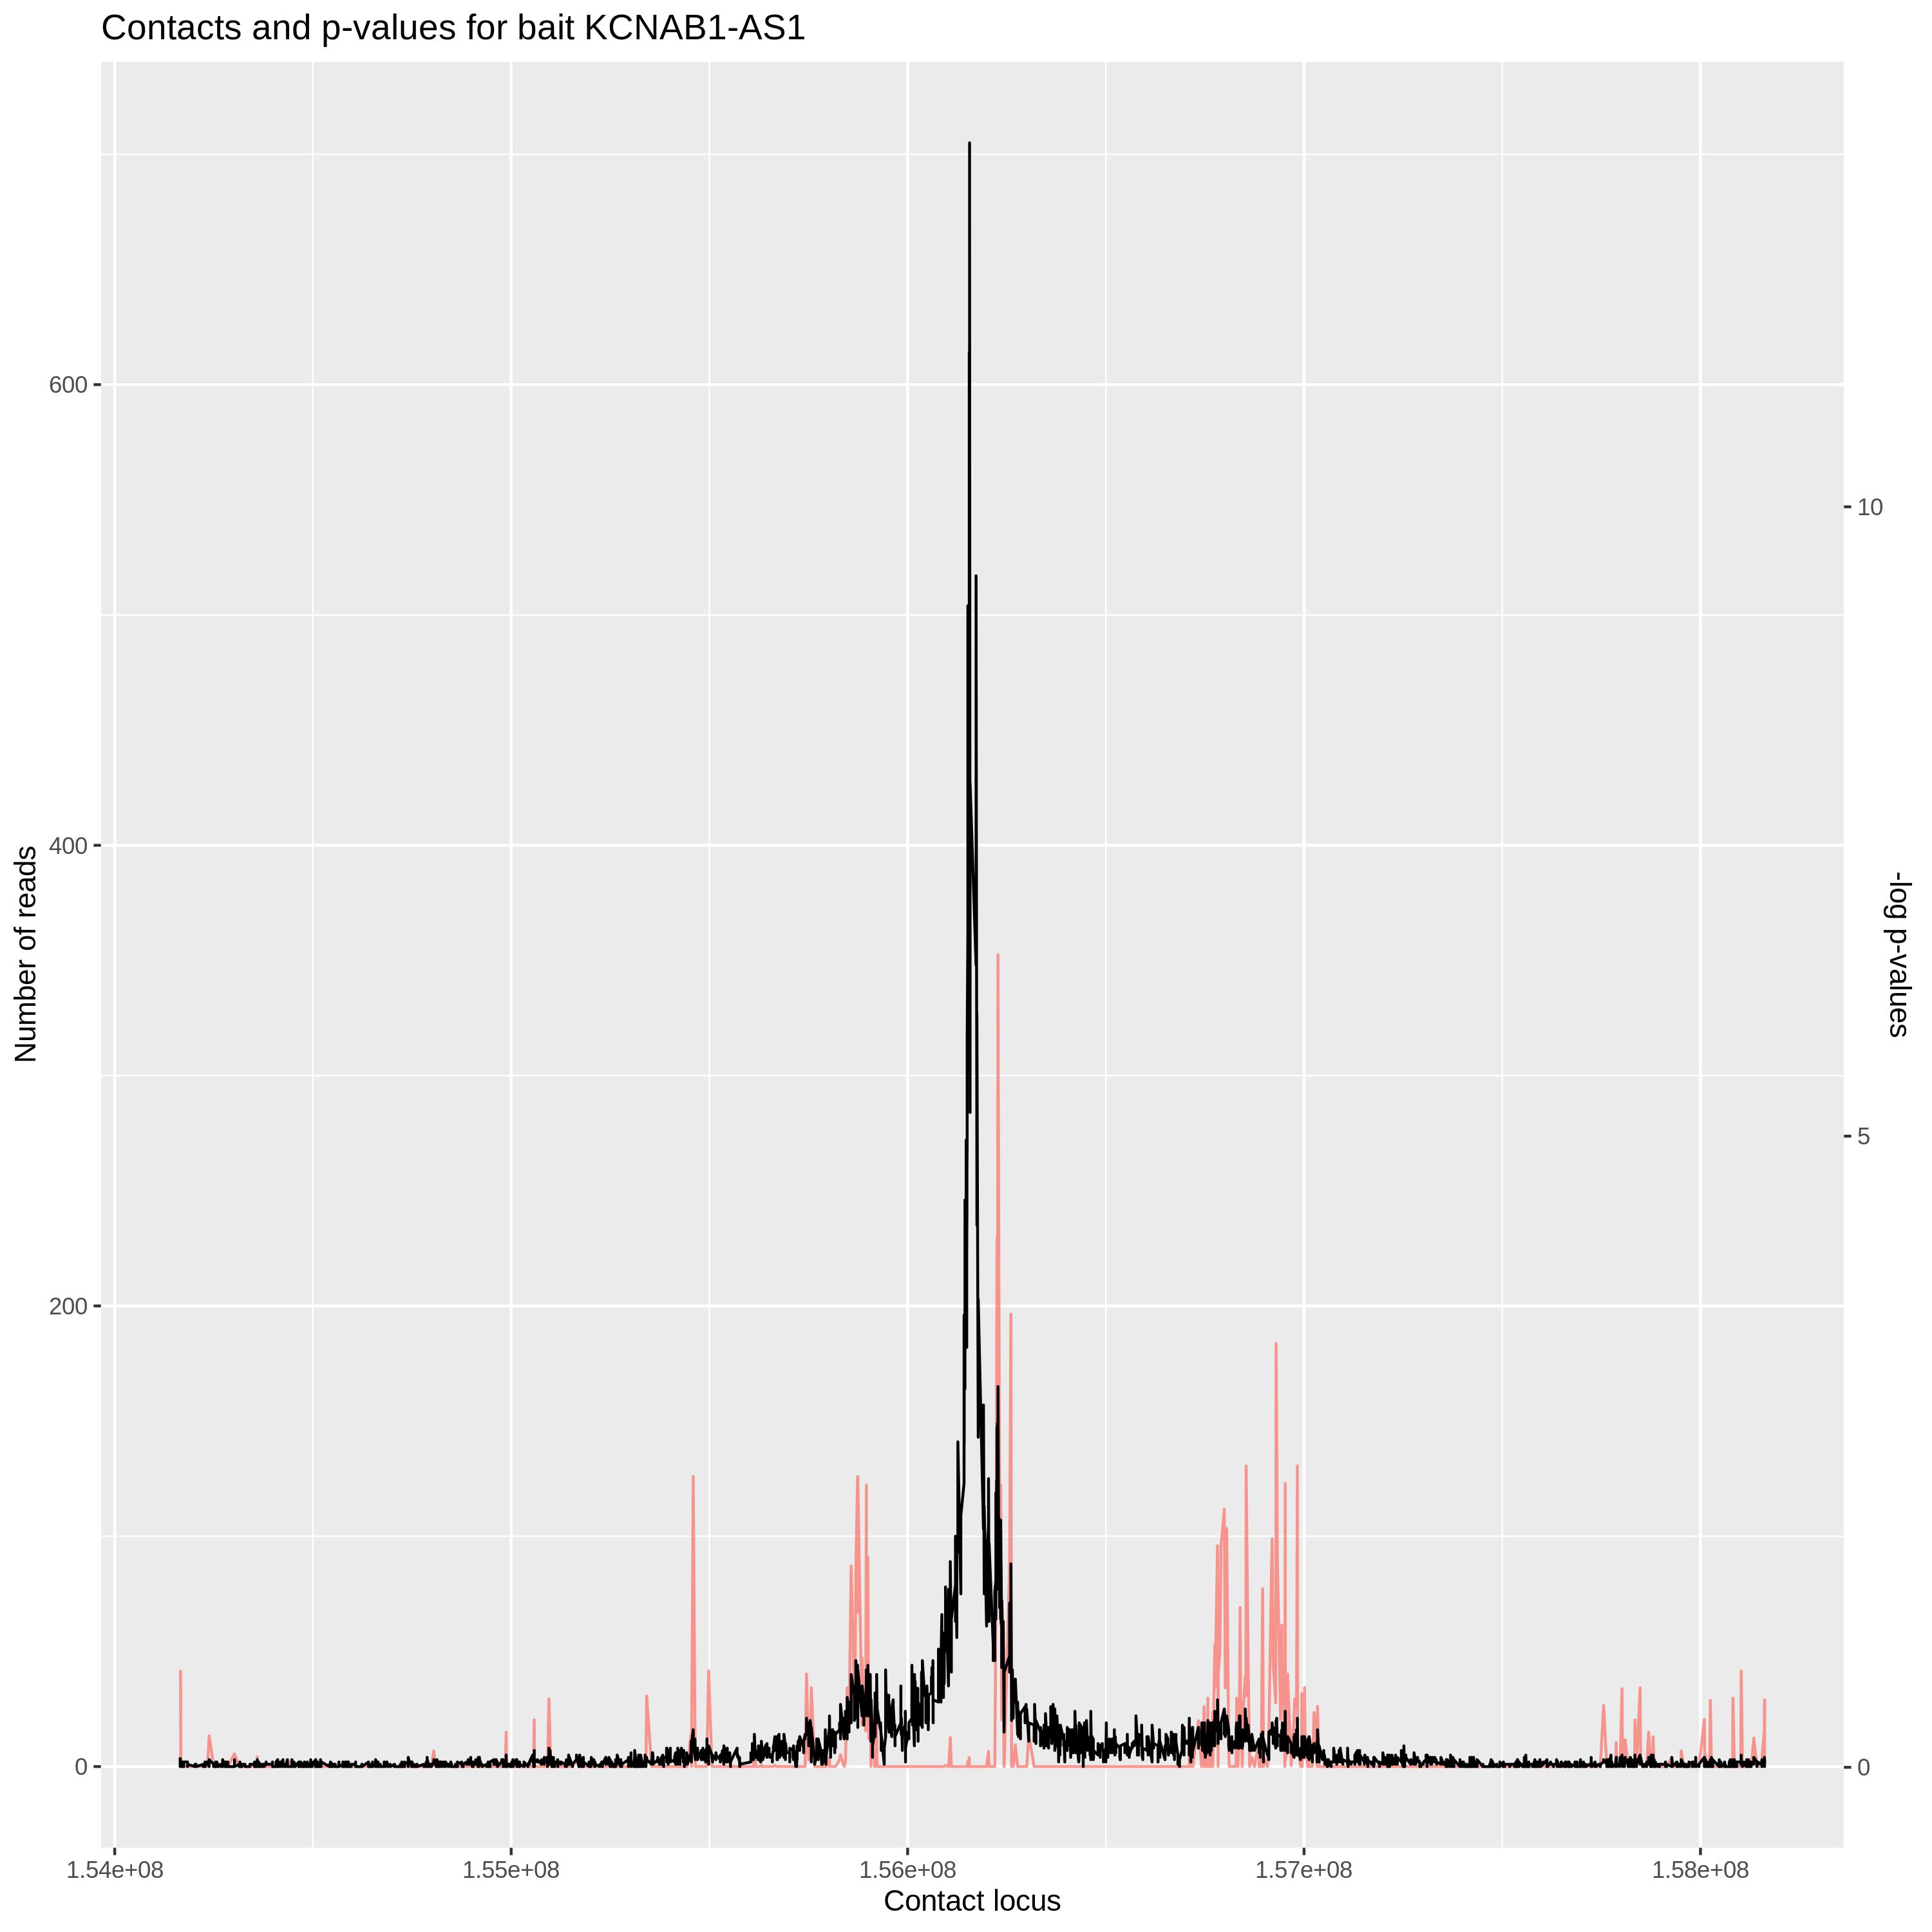 Contacts and p-values for bait KCNAB1-AS1
600
400
200
0
Number of reads
10
5
0
-log p-values
1.54e+08
1.55e+08
1.56e+08
1.57e+08
1.58e+08
Contact locus